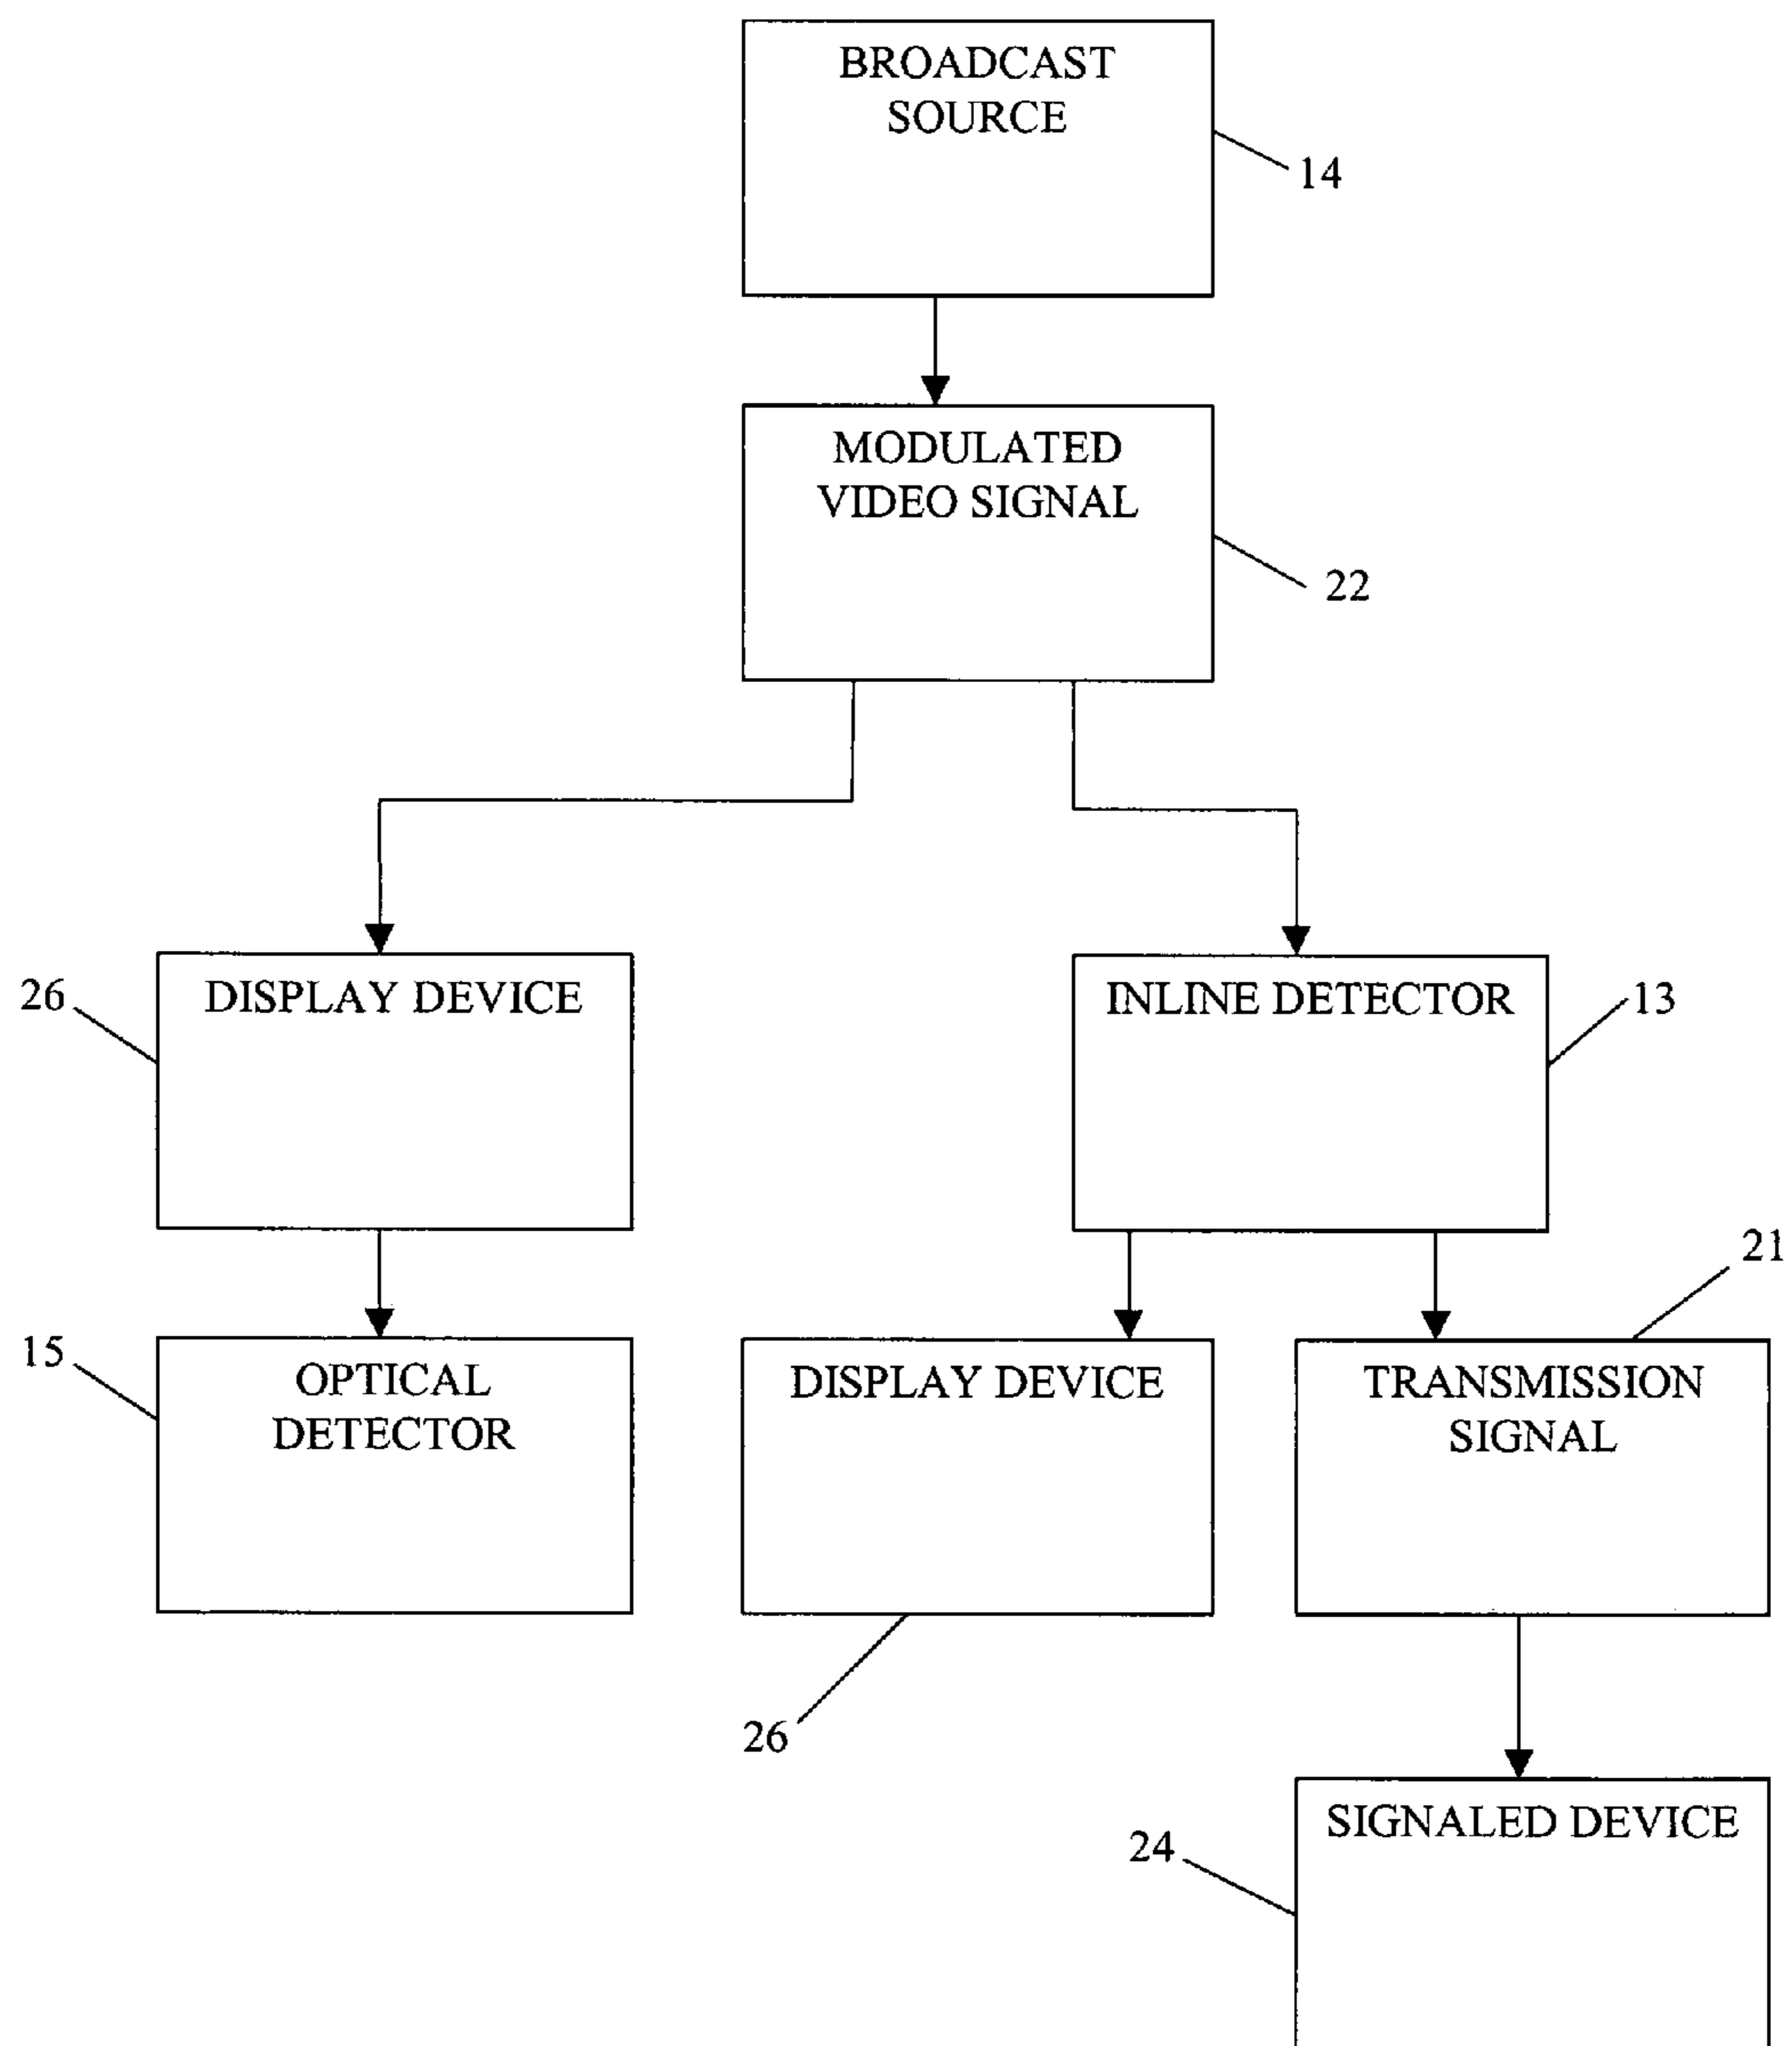 BROADCAST
SOURCE
14
MODULATED
VIDEO SIGNAL
22
26
DISPLAY DEVICE
INLINE DETECTOR
13
21
15
OPTICAL
DETECTOR
DISPLAY DEVICE
TRANSMISSION
SIGNAL
26
24
SIGNALED DEVICE